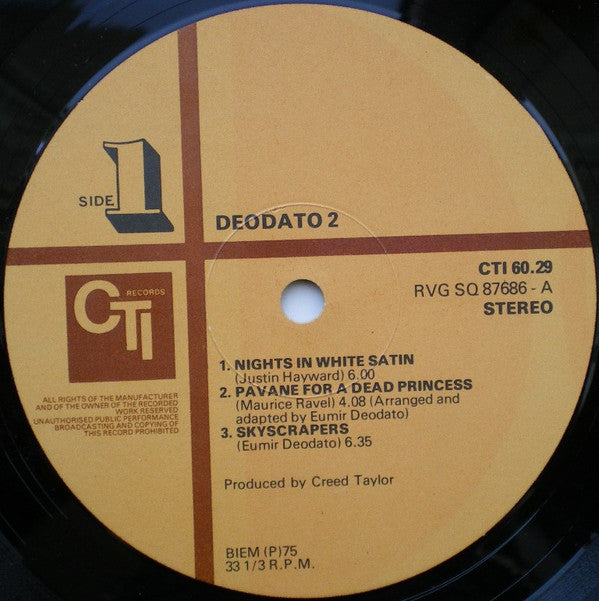 SIDE 1
DEODATO 2
CTI 60.29
RVG SQ 87686 - A
STEREO
CTI RECORDS
ALL RIGHTS OF THE MANUFACTURER
AND OF THE OWNER OF THE RECORDED
WORK RESERVED
UNAUTHORISED PUBLIC PERFORMANCE
BROADCASTING AND COPYING OF
THIS RECORD PROHIBITED
1. NIGHTS IN WHITE SATIN
(Justin Hayward) 6.00
2. PAVANE FOR A DEAD PRINCESS
(Maurice Ravel) 4.08 (Arranged and
adapted by Eumir Deodato)
3. SKYSCRAPERS
(Eumir Deodato) 6.35
Produced by Creed Taylor
BIEM (P)75
33 1/3 R.P.M.